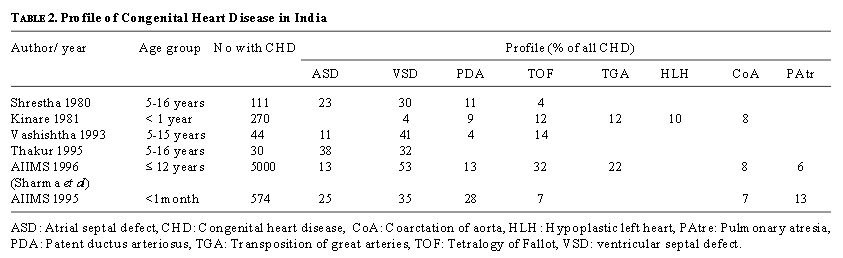 TABLE 2. Profile of Congenital Heart Disease in India
Author/ year Age group No with CHD Profile (% of all CHD)
ASD VSD PDA TOF TGA HLH CoA PAtr
Shrestha 1980 5-16 years 111 23 30 11 4
Kinare 1981 < 1 year 270 4 9 12 12 10 8
Vashishtha 1993 5-15 years 44 11 41 4 14
Thakur 1995 5-16 years 30 38 32
AIIMS 1996 ≤ 12 years 5000 13 53 13 32 22 8 6
(Sharma et al)
AIIMS 1995 <1month 574 25 35 28 7 7 13
ASD: Atrial septal defect, CHD: Congenital heart disease, CoA: Coarctation of aorta, HLH: Hypoplastic left heart, PAtre: Pulmonary atresia,
PDA: Patent ductus arteriosus, TGA: Transposition of great arteries, TOF: Tetralogy of Fallot, VSD: ventricular septal defect.